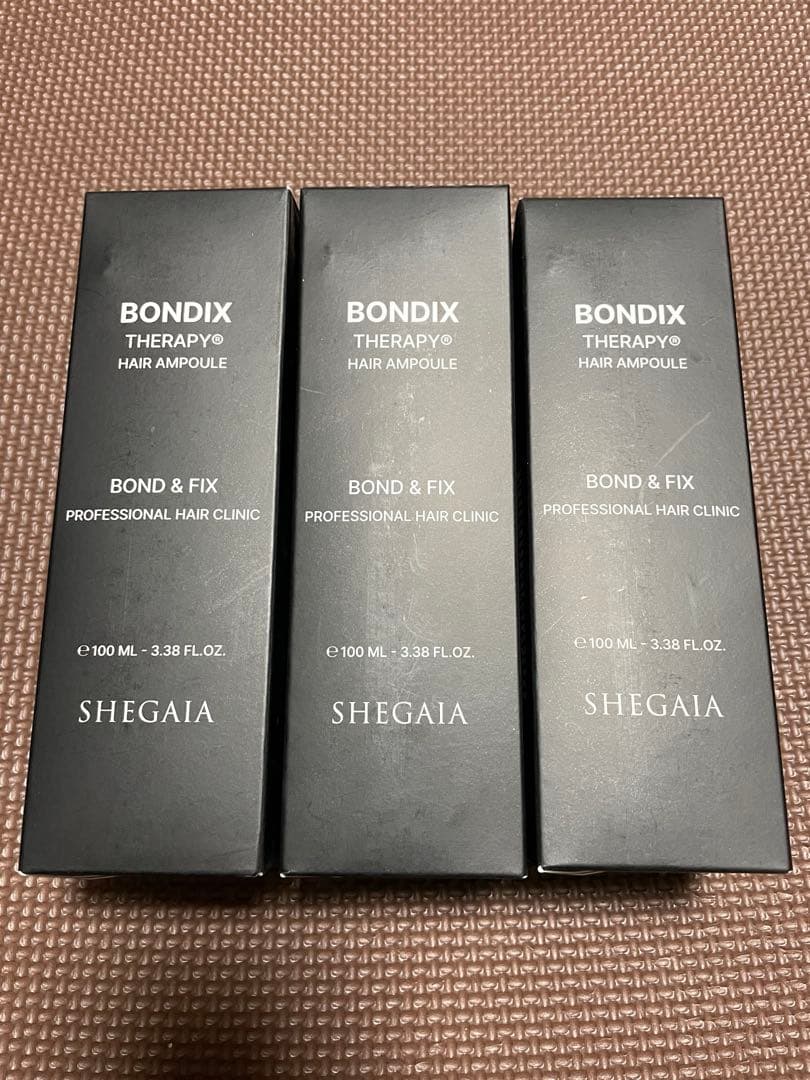 BONDIX
THERAPY®
HAIR AMPOULE
BOND & FIX
PROFESSIONAL HAIR CLINIC
℮100 ML - 3.38 FL.OZ.
SHEGAIA
BONDIX
THERAPY®
HAIR AMPOULE
BOND & FIX
PROFESSIONAL HAIR CLINIC
℮100 ML - 3.38 FL.OZ.
SHEGAIA
BONDIX
THERAPY®
HAIR AMPOULE
BOND & FIX
PROFESSIONAL HAIR CLINIC
℮100 ML - 3.38 FL.OZ.
SHEGAIA